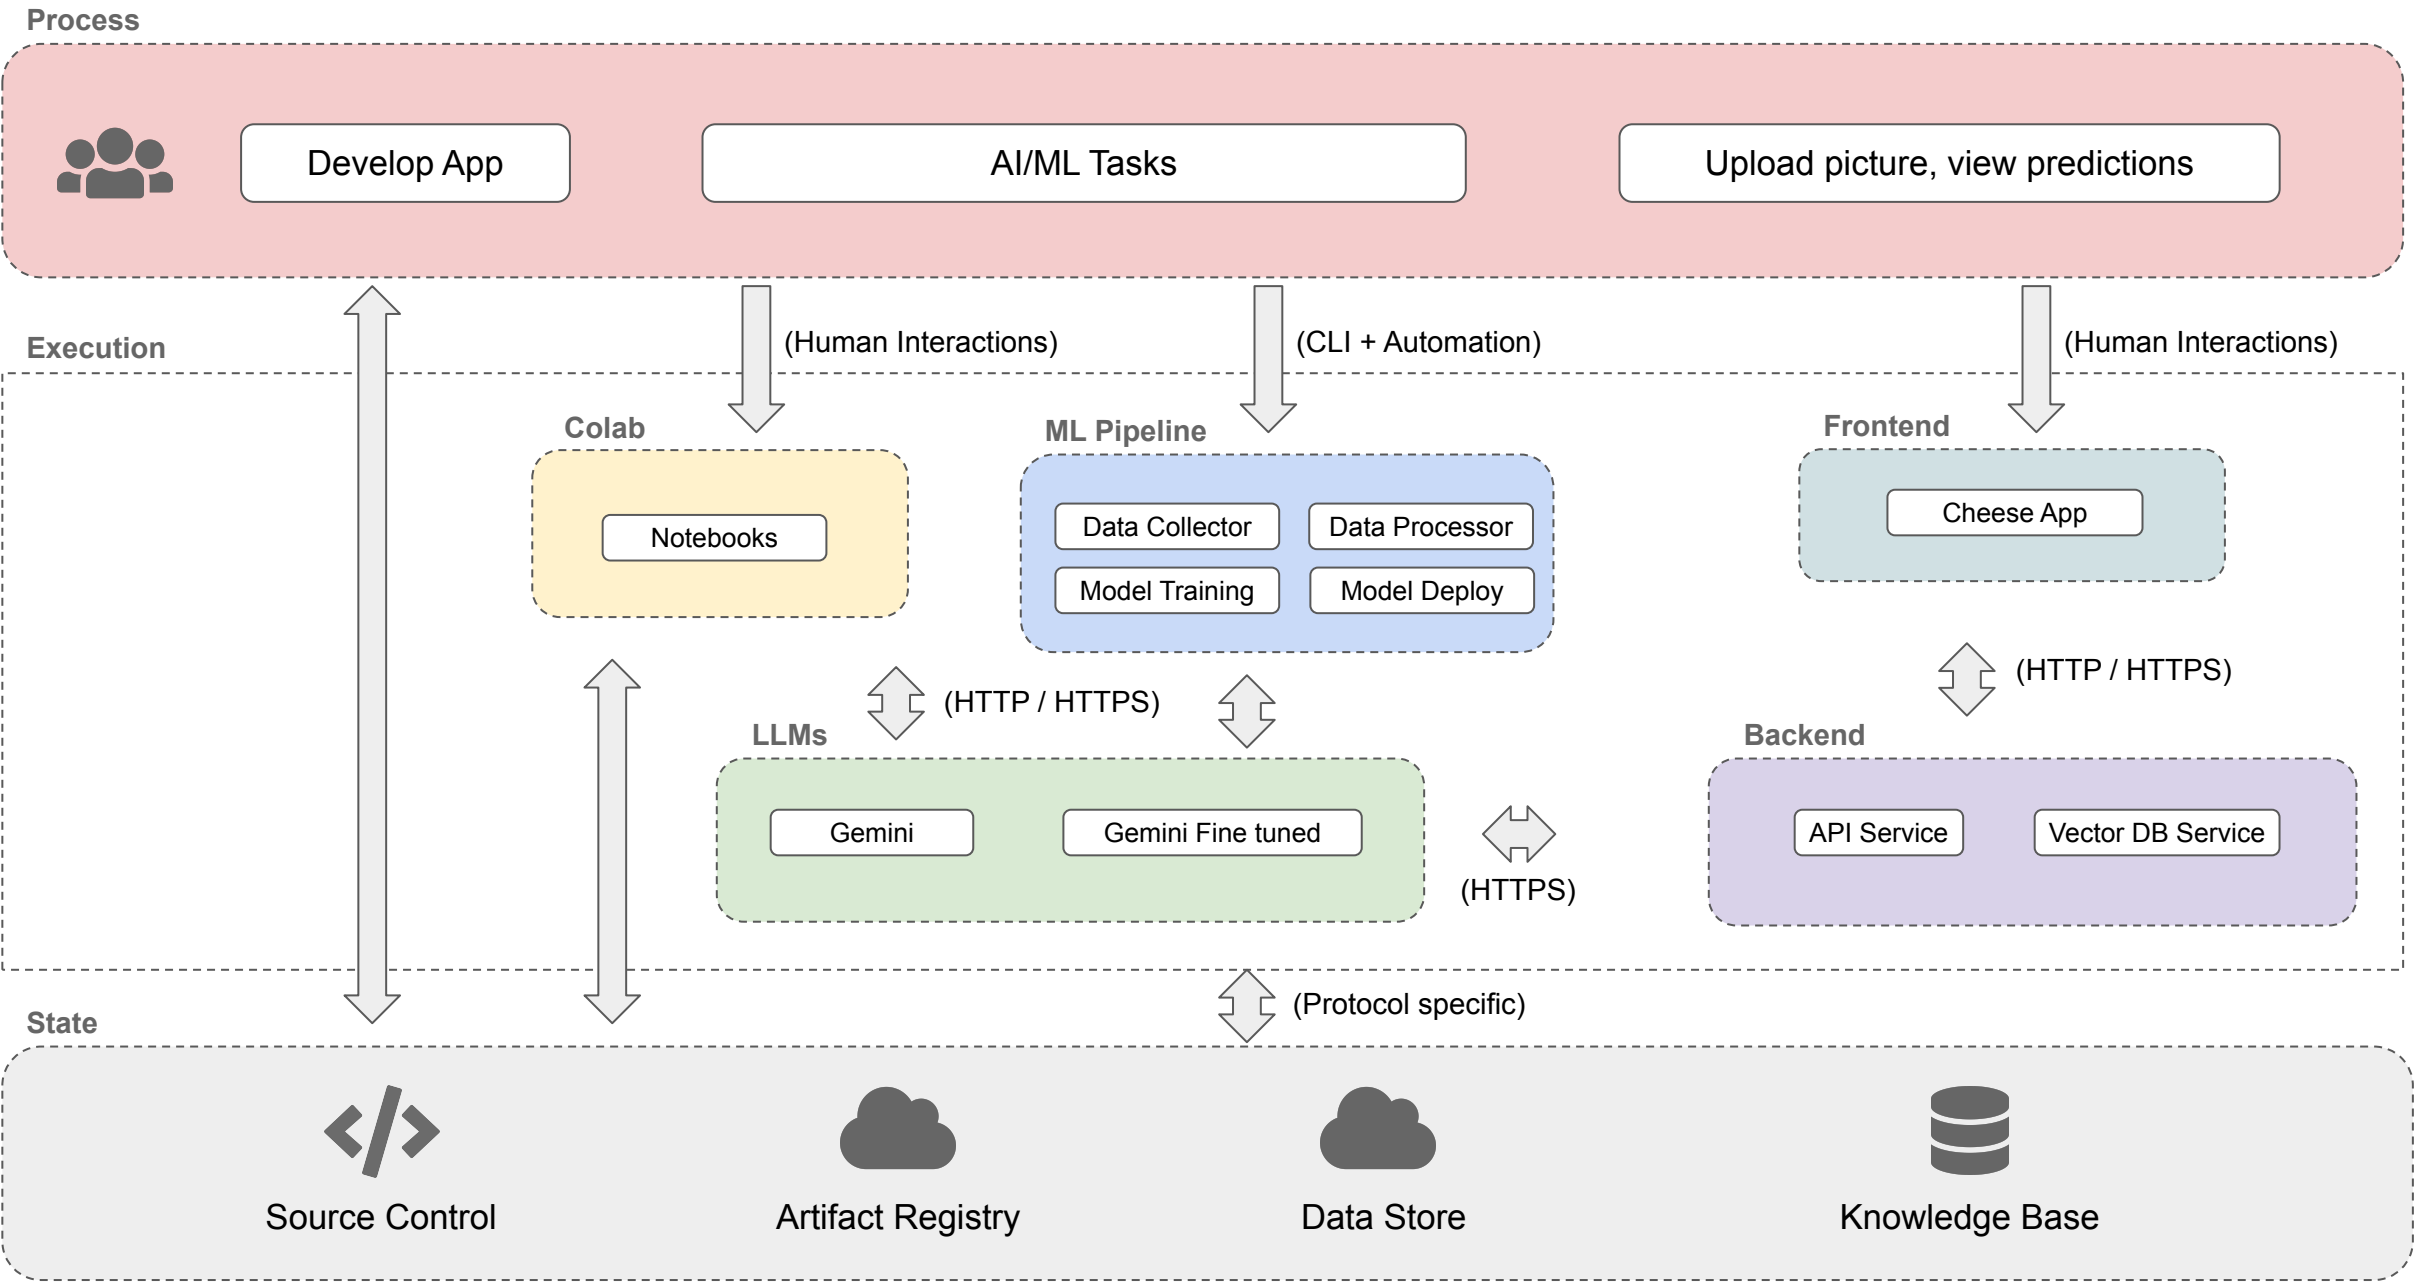 Process
Develop App
AI/ML Tasks
Upload picture, view predictions
(Human Interactions)
(CLI + Automation)
(Human Interactions)
Execution
Colab
ML Pipeline
Frontend
Notebooks
Data Collector
Data Processor
Model Training
Model Deploy
Cheese App
(HTTP / HTTPS)
(HTTP / HTTPS)
LLMs
Backend
Gemini
Gemini Fine tuned
API Service
Vector DB Service
(HTTPS)
(Protocol specific)
State
Source Control
Artifact Registry
Data Store
Knowledge Base